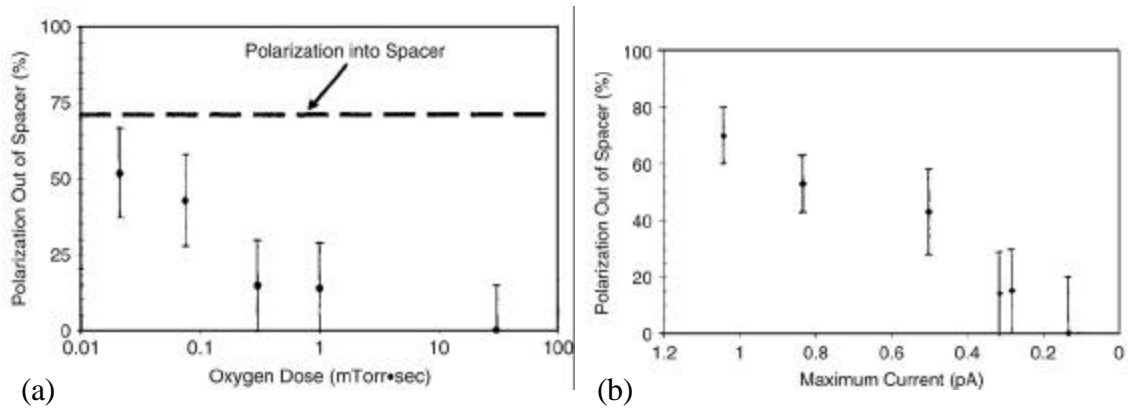 100
75
50
25
0
Polarization Out of Spacer (%)
Polarization into Spacer
0.01 0.1 1 10 100
Oxygen Dose (mTorr•sec)
(a)
100
80
60
40
20
0
Polarization Out of Spacer (%)
1.2 1 0.8 0.6 0.4 0.2 0
Maximum Current (pA)
(b)